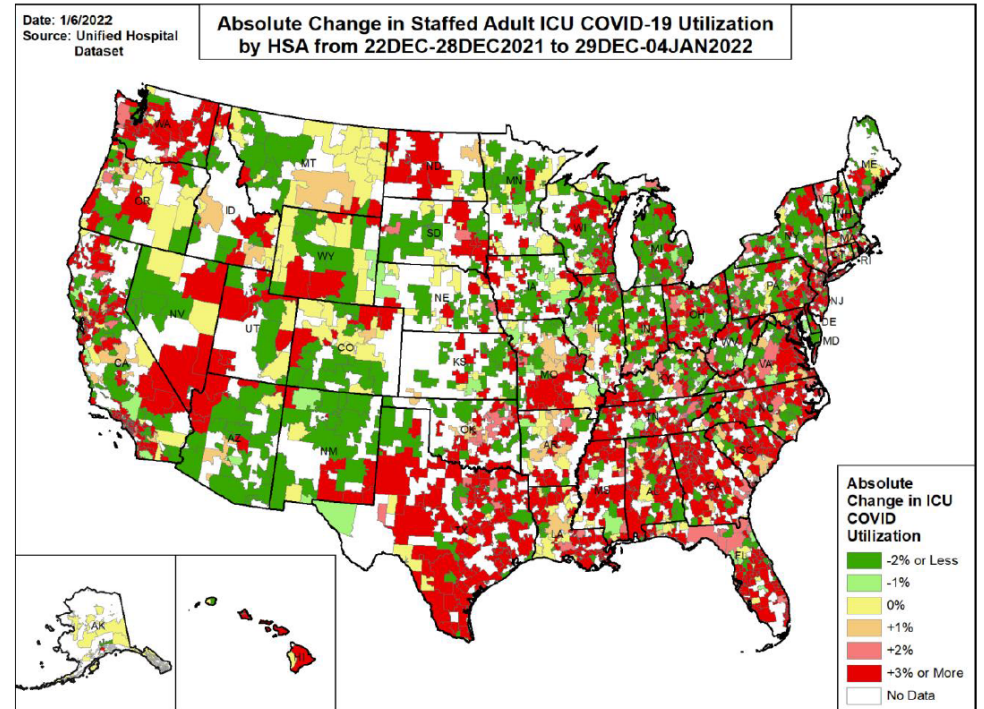 Date: 1/6/2022
Source: Unified Hospital
Dataset
Absolute Change in Staffed Adult ICU COVID-19 Utilization
by HSA from 22DEC-28DEC2021 to 29DEC-04JAN2022
WA
MT
ND
MN
ME
OR
ID
SD
WI
MI
VT
NH
NY
MA
RI
WY
NE
IA
PA
NJ
NV
UT
CO
IL
IN
OH
DE
MD
WV
CA
KS
MO
KY
VA
AZ
NM
OK
AR
TN
NC
SC
TX
LA
MS
AL
GA
FL
AK
HI
Absolute
Change in ICU
COVID
Utilization
-2% or Less
-1%
0%
+1%
+2%
+3% or More
No Data